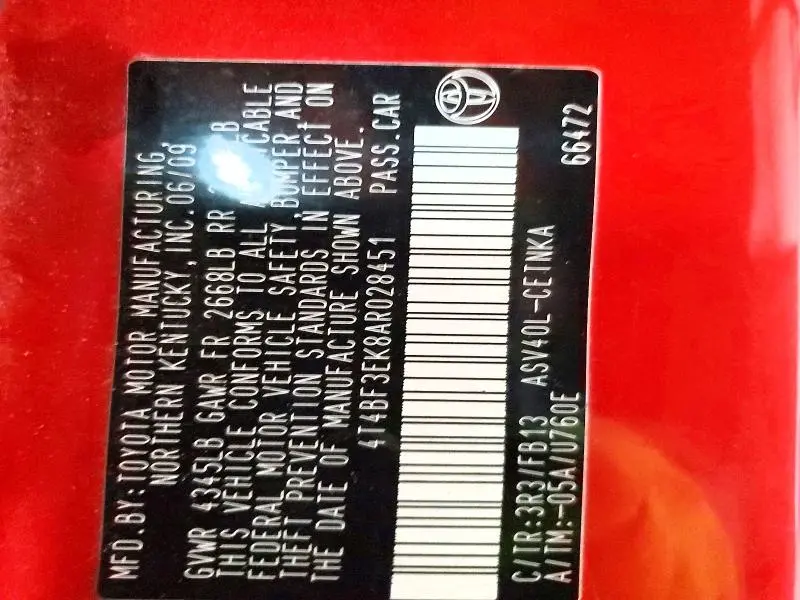 MFD.BY:TOYOTA MOTOR MANUFACTURING,
NORTHERN KENTUCKY,INC.06/09
GVWR 4345LB GAWR FR 2668LB RR
THIS VEHICLE CONFORMS TO ALL APPLICABLE
FEDERAL MOTOR VEHICLE SAFETY,BUMPER,AND
THEFT PREVENTION STANDARDS IN EFFECT ON
THE DATE OF MANUFACTURE SHOWN ABOVE.
4T4BF3EK8AR028451 PASS.CAR
C/TR:3R3/FB13 ASV40L-CETNKA
A/TM:-05A/U760E 66472